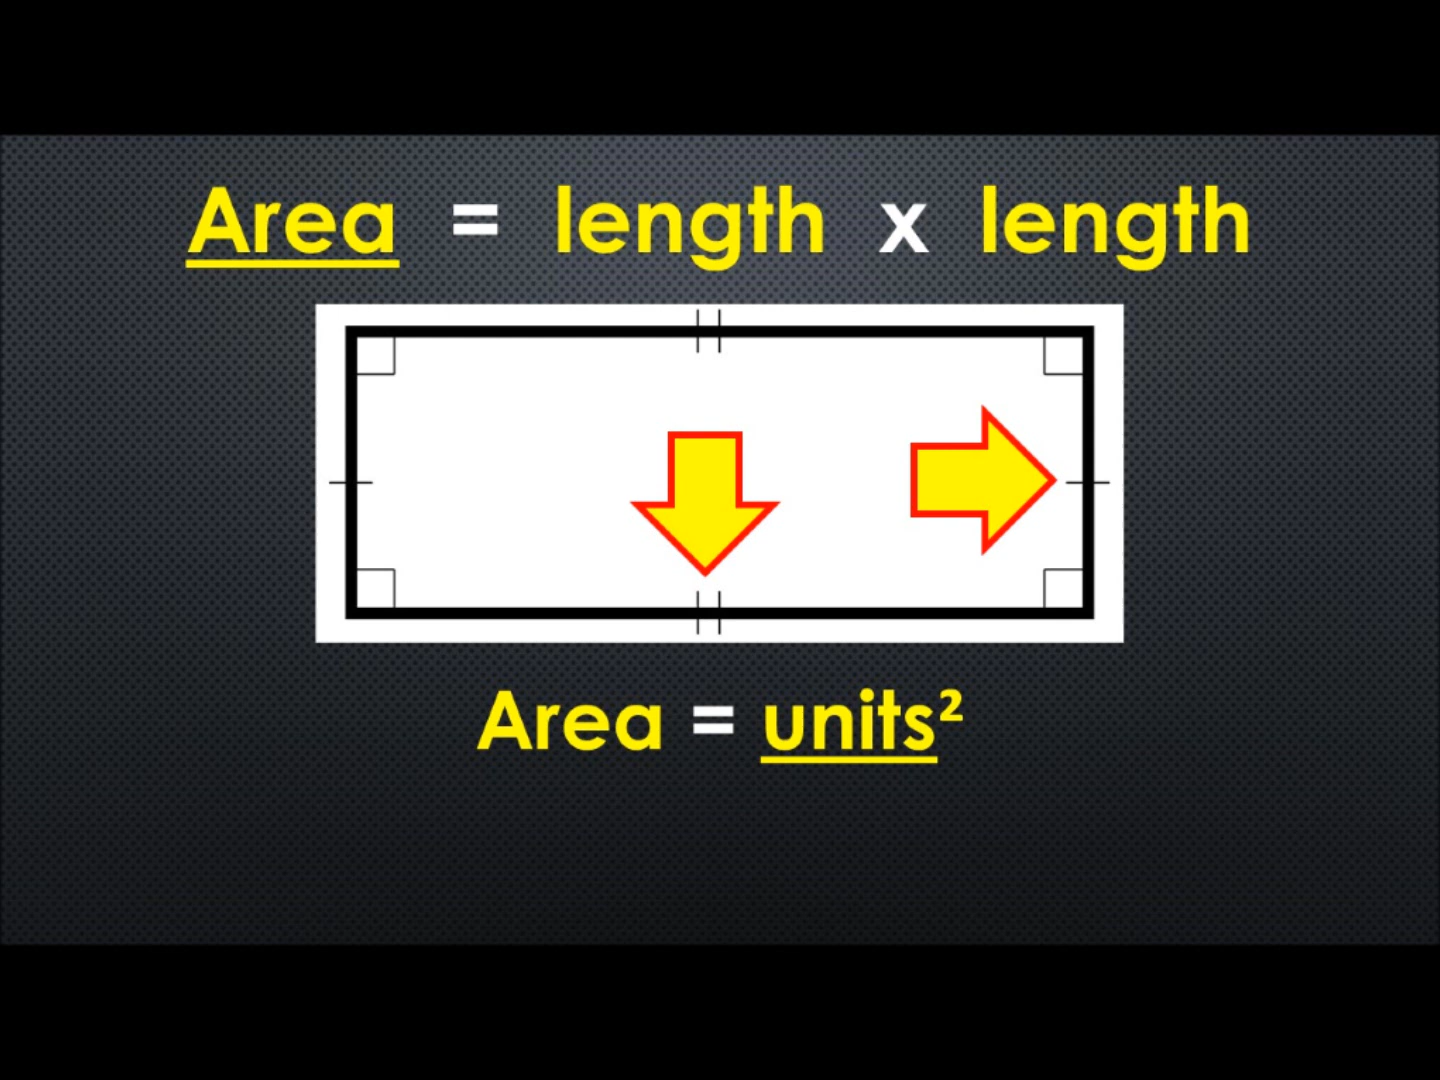 Area = length x length
Area = units²